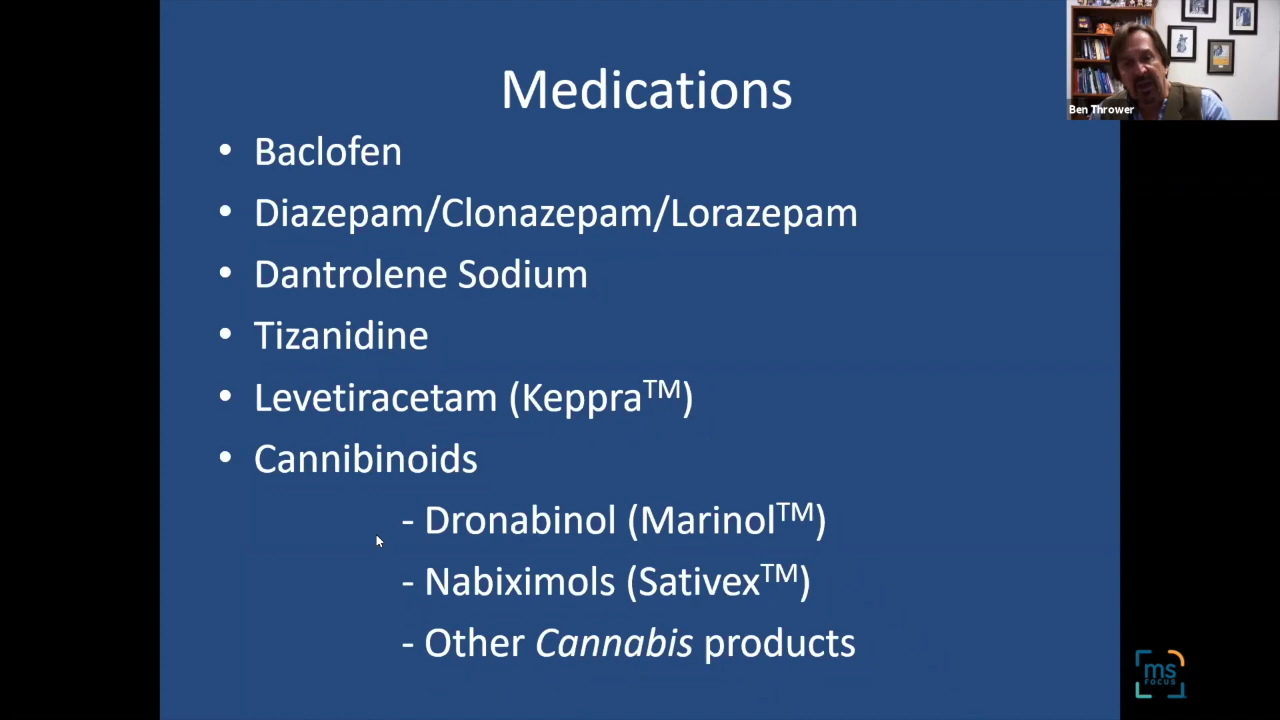 Medications
• Baclofen
• Diazepam/Clonazepam/Lorazepam
• Dantrolene Sodium
• Tizanidine
• Levetiracetam (Keppra™)
• Cannibinoids
- Dronabinol (Marinol™)
- Nabiximols (Sativex™)
- Other Cannabis products
Ben Thrower
ms
FOCUS